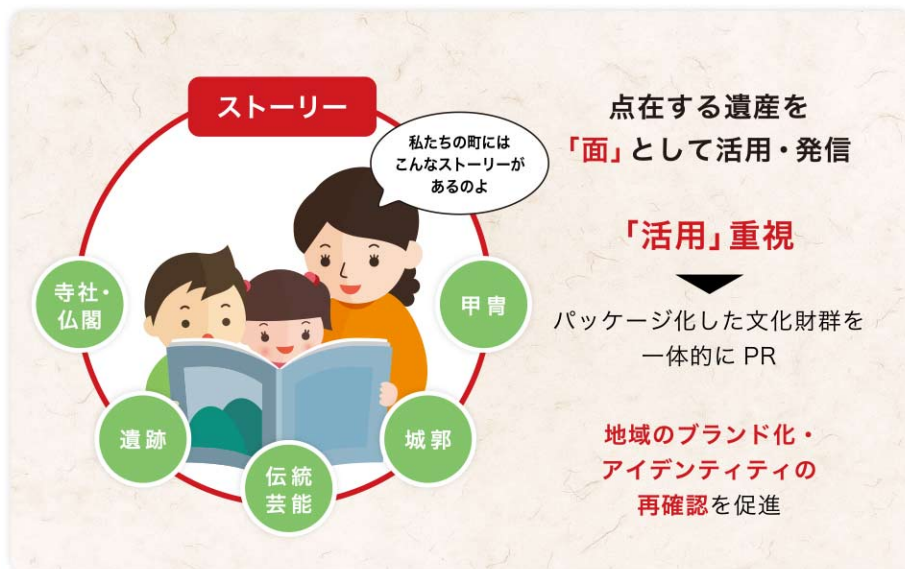 ストーリー
私たちの町には
こんなストーリーが
あるのよ
寺社・
仏閣
遺跡
伝統
芸能
城郭
甲冑
点在する遺産を
「面」として活用・発信
「活用」重視
パッケージ化した文化財群を
一体的に PR
地域のブランド化・
アイデンティティの
再確認を促進